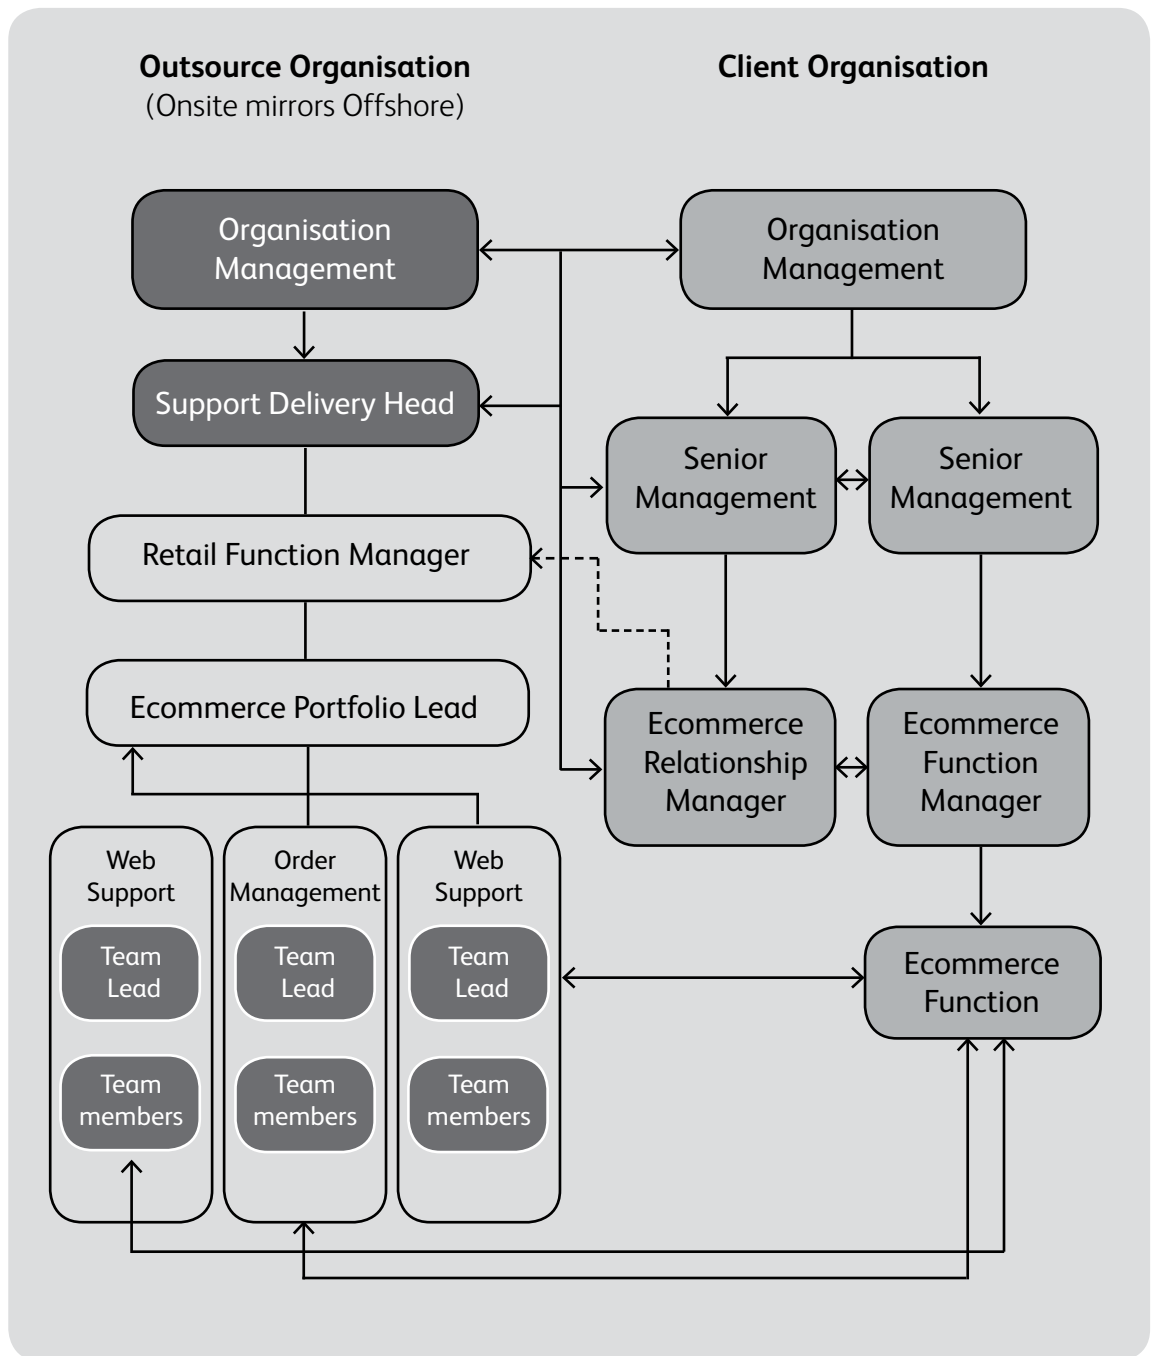 Outsource Organisation
(Onsite mirrors Offshore)
Client Organisation
Organisation
Management
Organisation
Management
Support Delivery Head
Senior
Management
Senior
Management
Retail Function Manager
Ecommerce Portfolio Lead
Ecommerce
Relationship
Manager
Ecommerce
Function
Manager
Web
Support
Team
Lead
Team
members
Order
Management
Team
Lead
Team
members
Web
Support
Team
Lead
Team
members
Ecommerce
Function